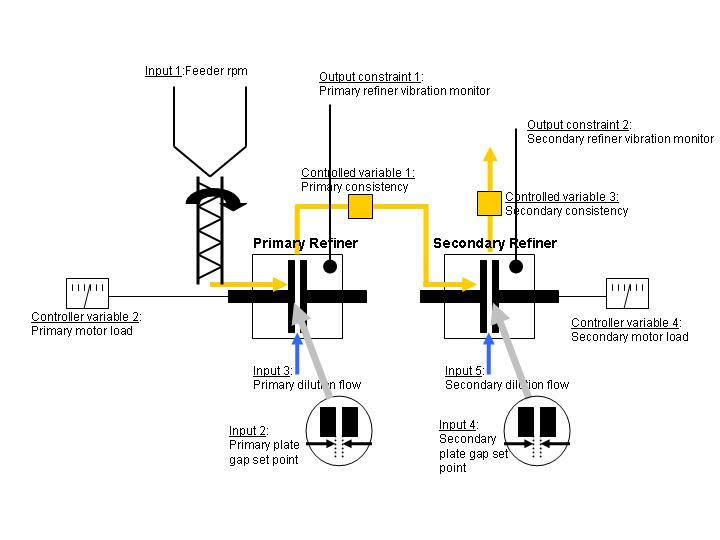 Input 1:Feeder rpm
Output constraint 1:
Primary refiner vibration monitor
Output constraint 2:
Secondary refiner vibration monitor
Controlled variable 1:
Primary consistency
Controlled variable 3:
Secondary consistency
Primary Refiner
Secondary Refiner
Controller variable 2:
Primary motor load
Controller variable 4:
Secondary motor load
Input 3:
Primary dilution flow
Input 5:
Secondary dilution flow
Input 2:
Primary plate
gap set point
Input 4:
Secondary
plate gap set
point